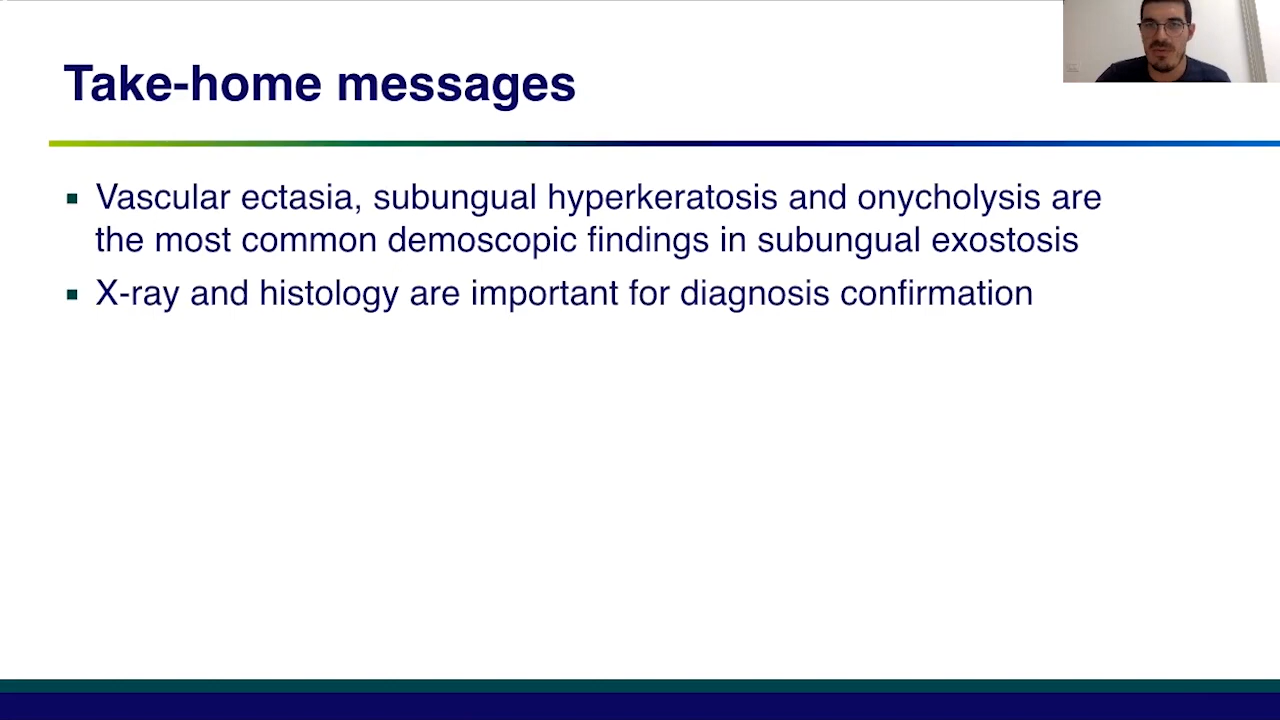 Take-home messages
Vascular ectasia, subungual hyperkeratosis and onycholysis are
the most common demoscopic findings in subungual exostosis
X-ray and histology are important for diagnosis confirmation